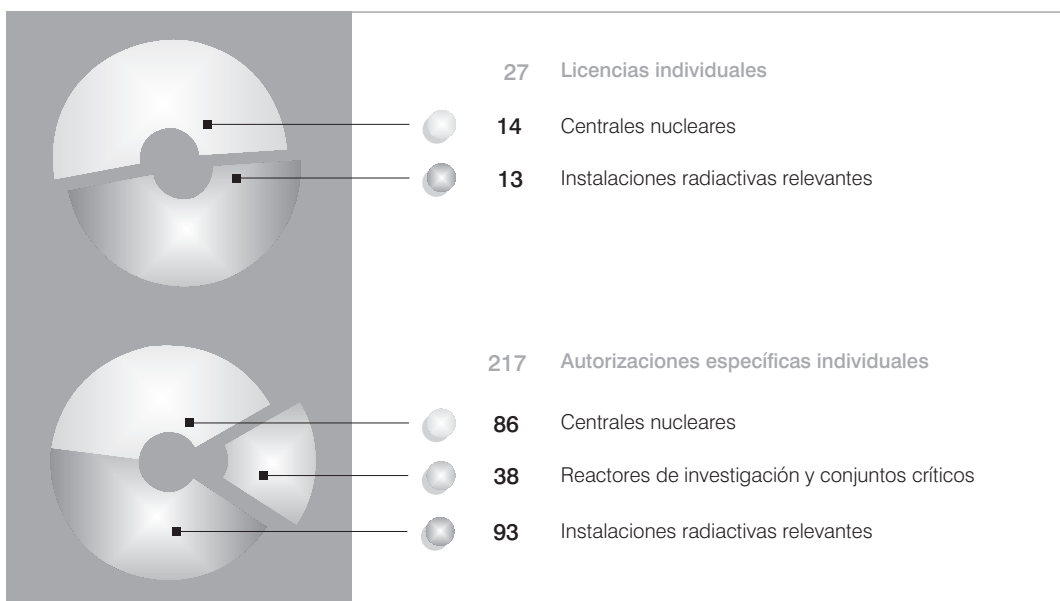 27 Licencias individuales
14 Centrales nucleares
13 Instalaciones radiactivas relevantes
217 Autorizaciones específicas individuales
86 Centrales nucleares
38 Reactores de investigación y conjuntos críticos
93 Instalaciones radiactivas relevantes